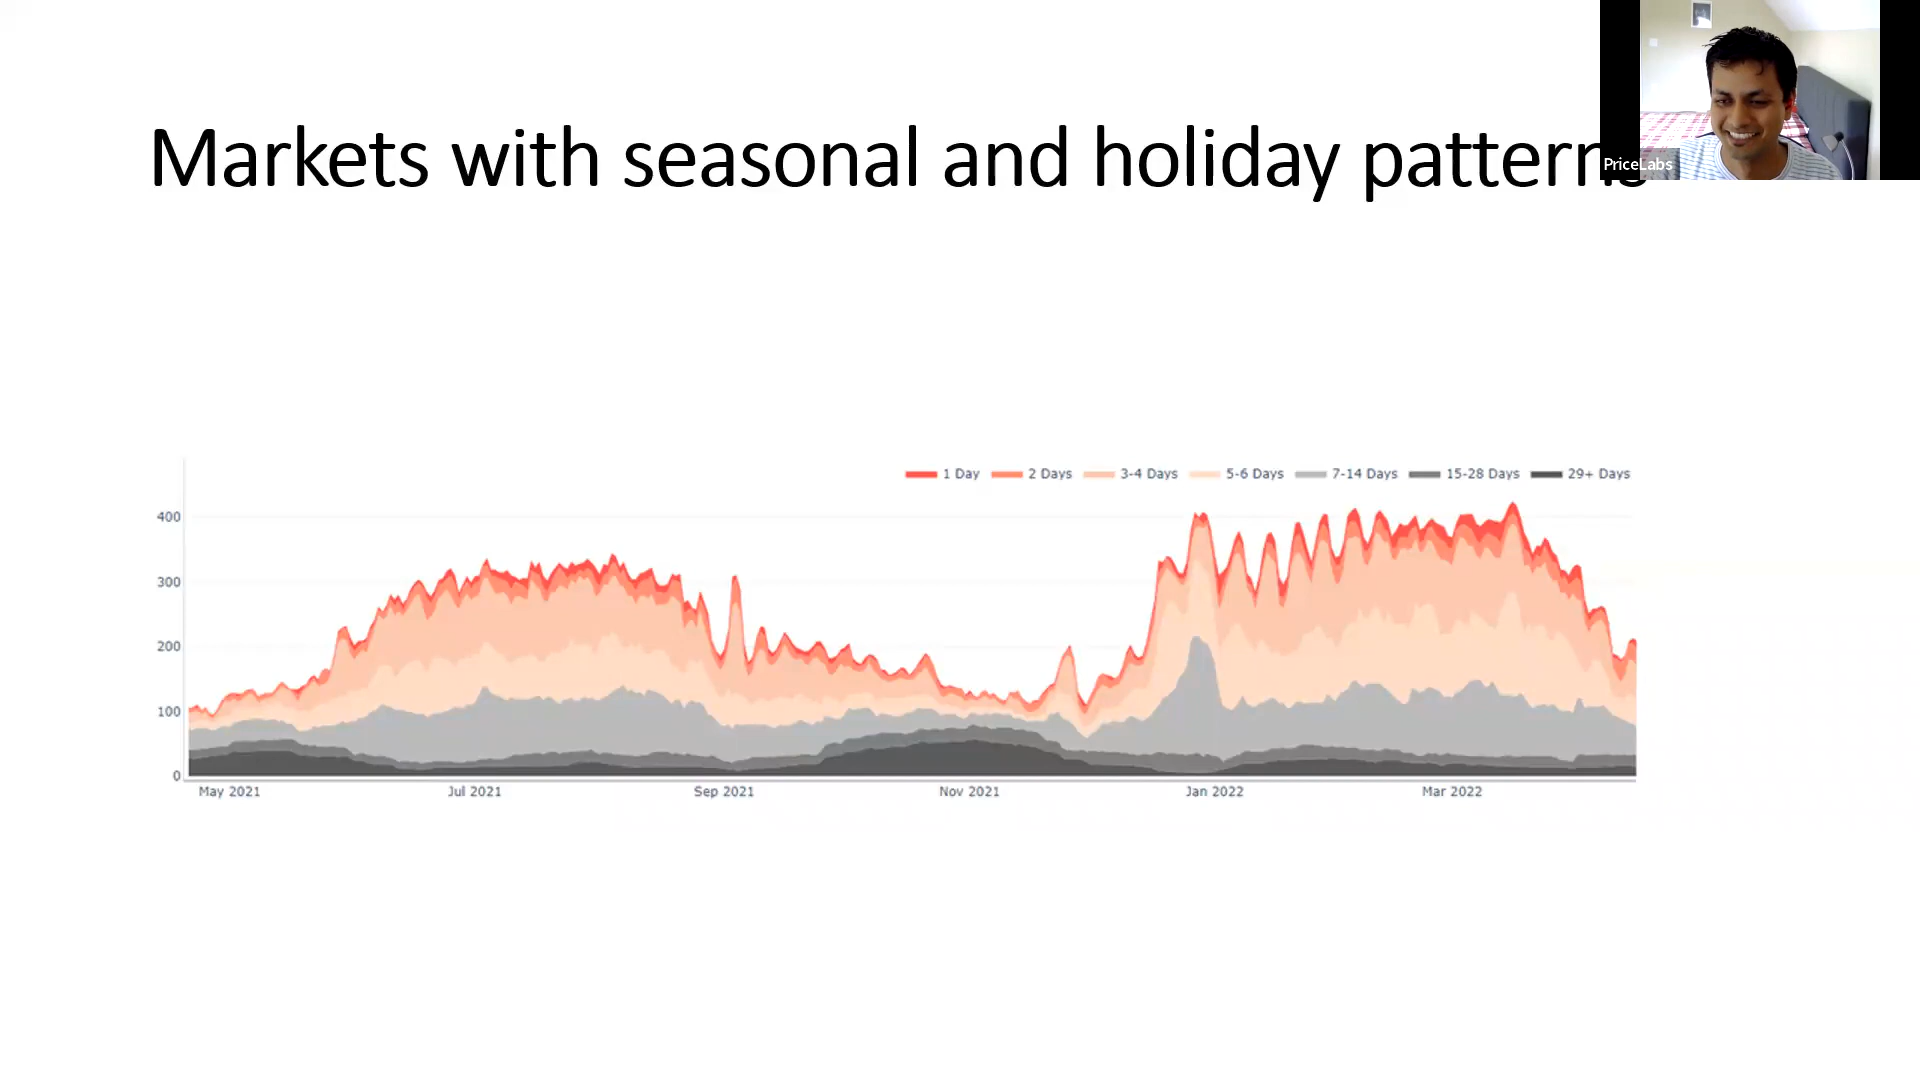 Markets with seasonal and holiday patterns
PriceLabs
1 Day 2 Days 3-4 Days 5-6 Days 7-14 Days 15-28 Days 29+ Days
400
300
200
100
0
May 2021 Jul 2021 Sep 2021 Nov 2021 Jan 2022 Mar 2022